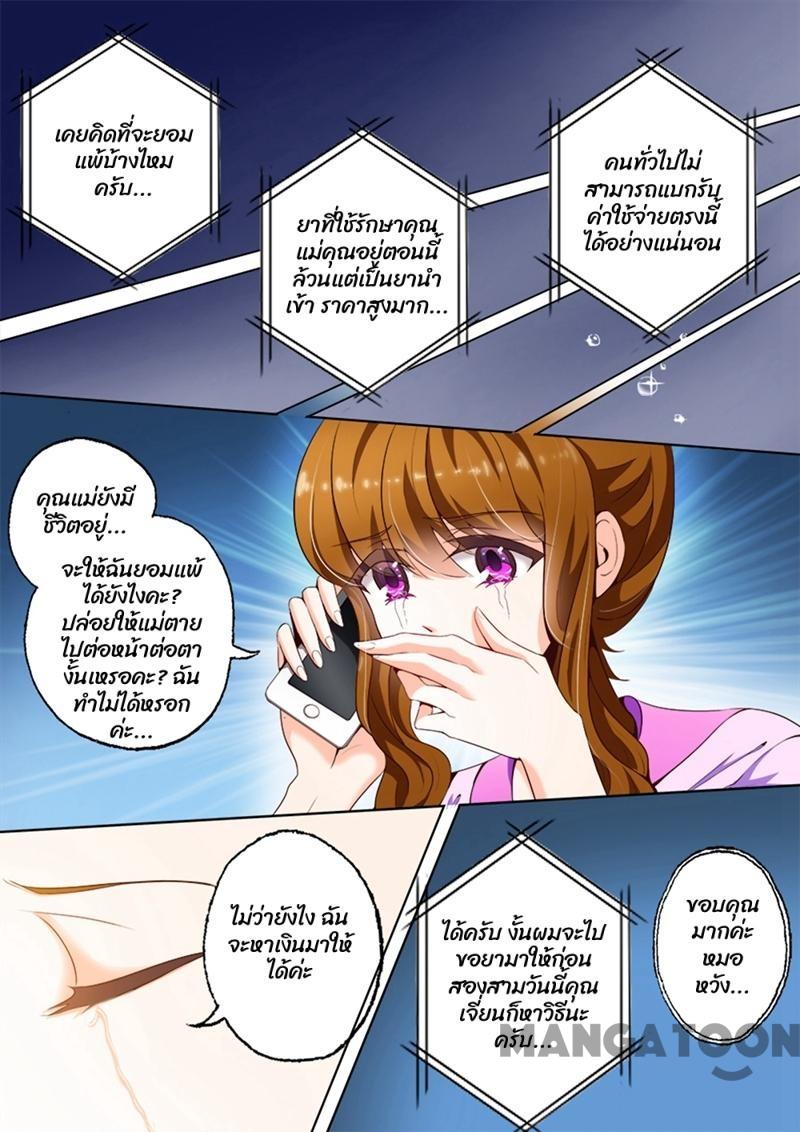 เคยคิดที่จะยอม
แพ้บ้างไหม
ครับ...
ยาที่ใช้รักษาคุณ
แม่คุณอยู่ตอนนี้
ล้วนแต่เป็นยานำ
เข้า ราคาสูงมาก...
คนทั่วไปไม่
สามารถแบกรับ
ค่าใช้จ่ายตรงนี้
ได้อย่างแน่นอน
คุณแม่ยังมี
ชีวิตอยู่...
จะให้ฉันยอมแพ้
ได้ยังไงคะ?
ปล่อยให้แม่ตาย
ไปต่อหน้าต่อตา
งั้นเหรอคะ? ฉัน
ทำไม่ได้หรอก
ค่ะ...
ไม่ว่ายังไง ฉัน
จะหาเงินมาให้
ได้ค่ะ
ได้ครับ งั้นผมจะไป
ขอยามาให้ก่อน
สองสามวันนี้คุณ
เจี่ยนก็หาวิธีนะ
ครับ...
ขอบคุณ
มากค่ะ
หมอ
หวัง...
MANGATOON